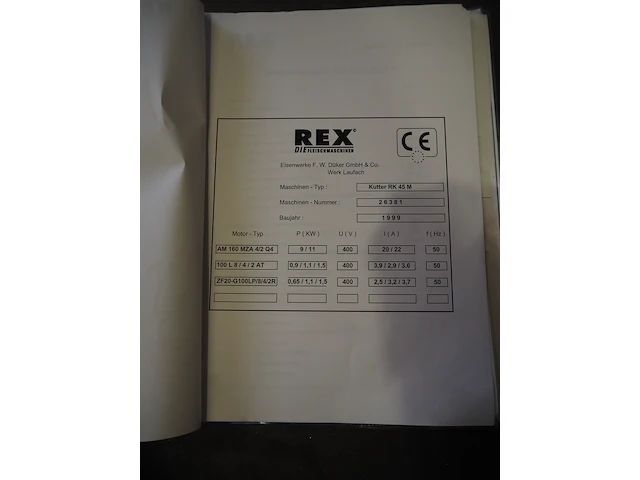 REX©
DIE FLEISCHMASCHINEN
CE
Eisenwerke F. W. Düker GmbH & Co.
Werk Laufach
Maschinen - Typ : Kutter RK 45 M
Maschinen - Nummer : 26381
Baujahr : 1999
Motor - Typ P ( KW ) U ( V ) I ( A ) f ( Hz )
AM 160 MZA 4/2 Q4 9 / 11 400 20 / 22 50
100 L 8 / 4 / 2 AT 0,9 / 1,1 / 1,5 400 3,9 / 2,9 / 3,6 50
ZF20-G100LP/8/4/2R 0,65 / 1,1 / 1,5 400 2,5 / 3,2 / 3,7 50